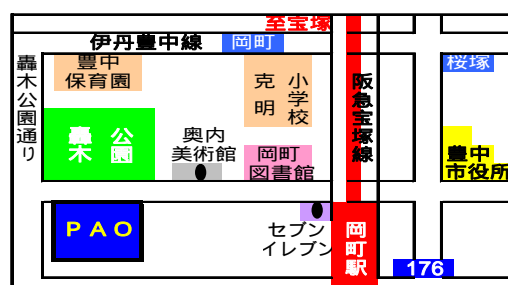 至宝塚
伊丹豊中線
岡町
豊中
保育園
克明
小学校
阪急宝塚線
桜塚
轟木公園通り
轟木
公園
奥内
美術館
岡町
図書館
豊中
市役所
PAO
セブン
イレブン
岡町駅
176